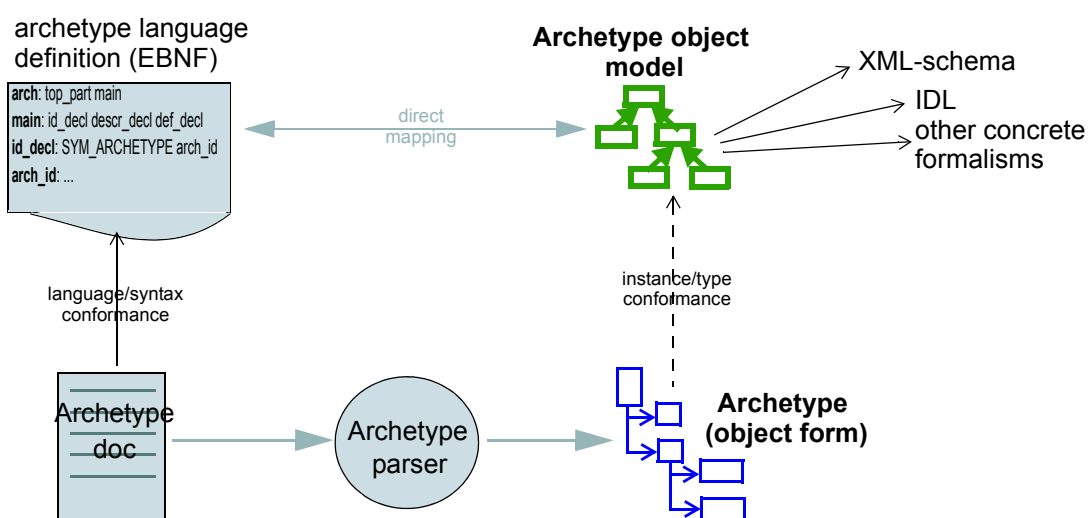 archetype language
definition (EBNF)
arch: top_part main
main: id_decl descr_decl def_decl
id_decl: SYM_ARCHETYPE arch_id
arch_id: ...
direct
mapping
Archetype object
model
XML-schema
IDL
other concrete
formalisms
language/syntax
conformance
instance/type
conformance
Archetype
doc
Archetype
parser
Archetype
(object form)